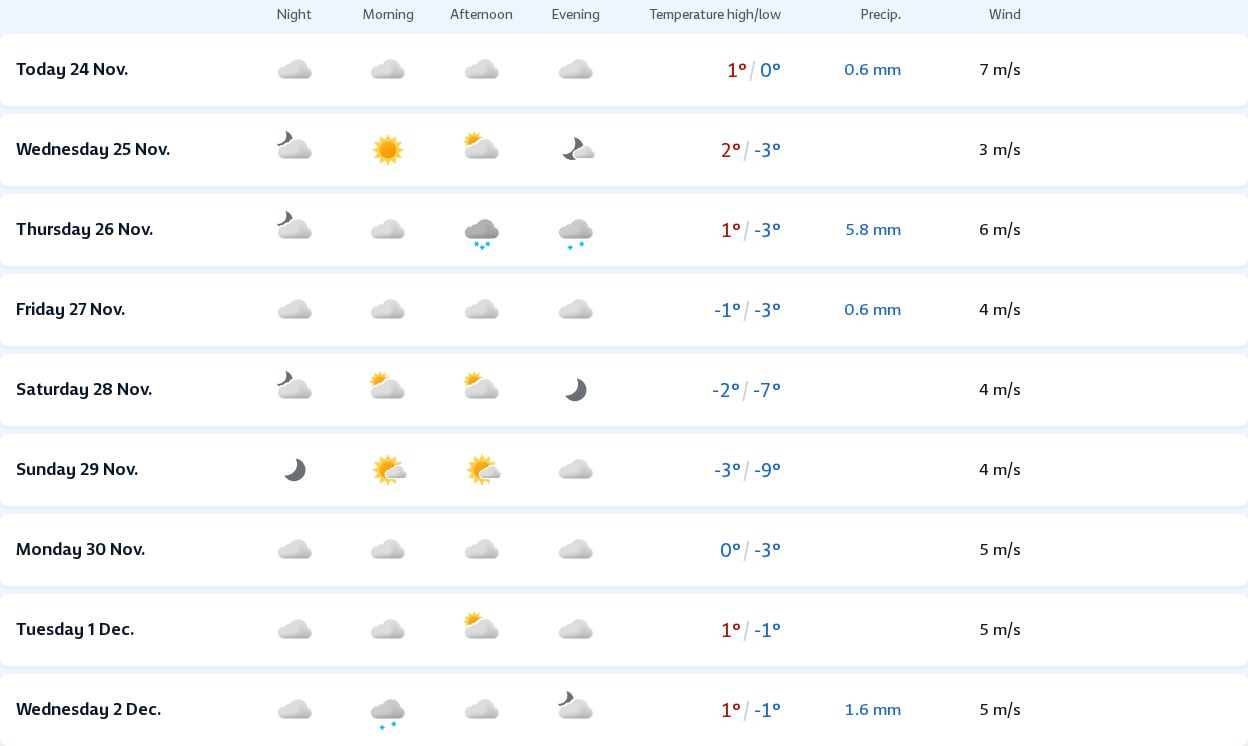 Night Morning Afternoon Evening Temperature high/low Precip. Wind
Today 24 Nov. 1°/0° 0.6 mm 7 m/s
Wednesday 25 Nov. 2°/-3° 3 m/s
Thursday 26 Nov. 1°/-3° 5.8 mm 6 m/s
Friday 27 Nov. -1°/-3° 0.6 mm 4 m/s
Saturday 28 Nov. -2°/-7° 4 m/s
Sunday 29 Nov. -3°/-9° 4 m/s
Monday 30 Nov. 0°/-3° 5 m/s
Tuesday 1 Dec. 1°/-1° 5 m/s
Wednesday 2 Dec. 1°/-1° 1.6 mm 5 m/s